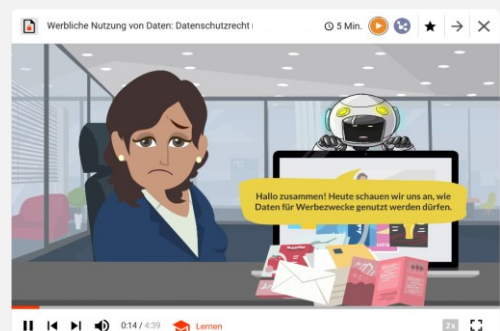 Werbliche Nutzung von Daten: Datenschutzrecht
5 Min.
Hallo zusammen! Heute schauen wir uns an, wie
Daten für Werbezwecke genutzt werden dürfen.
0:14 / 4:39
Lernen
2x